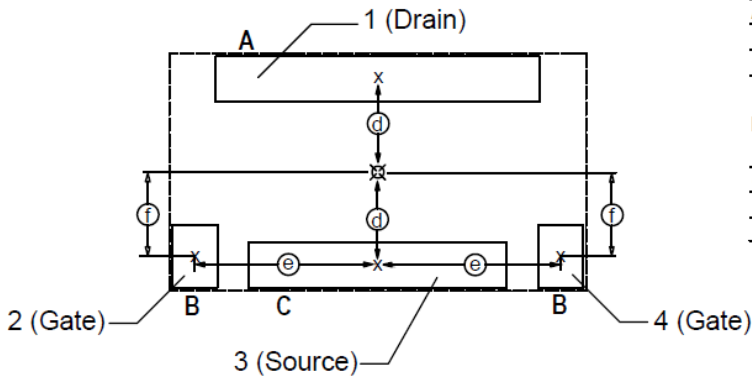 1 (Drain)
A
x
d
f
f
d
x
e
x
e
x
B
C
B
2 (Gate)
4 (Gate)
3 (Source)